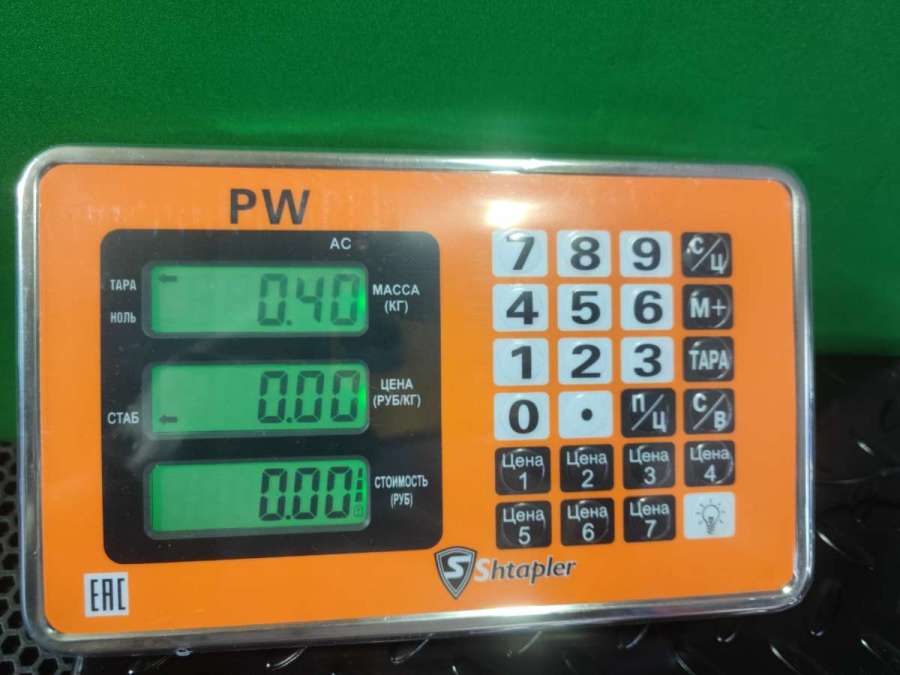 PW
AC
ТАРА
НОЛЬ
0.40
МАССА
(КГ)
СТАБ
0.00
ЦЕНА
(РУБ/КГ)
0.00
СТОИМОСТЬ
(РУБ)
7 8 9 С/Ц
4 5 6 М+
1 2 3 ТАРА
0 . П/Ц С/В
Цена 1 Цена 2 Цена 3 Цена 4
Цена 5 Цена 6 Цена 7
Shtapler
EAC